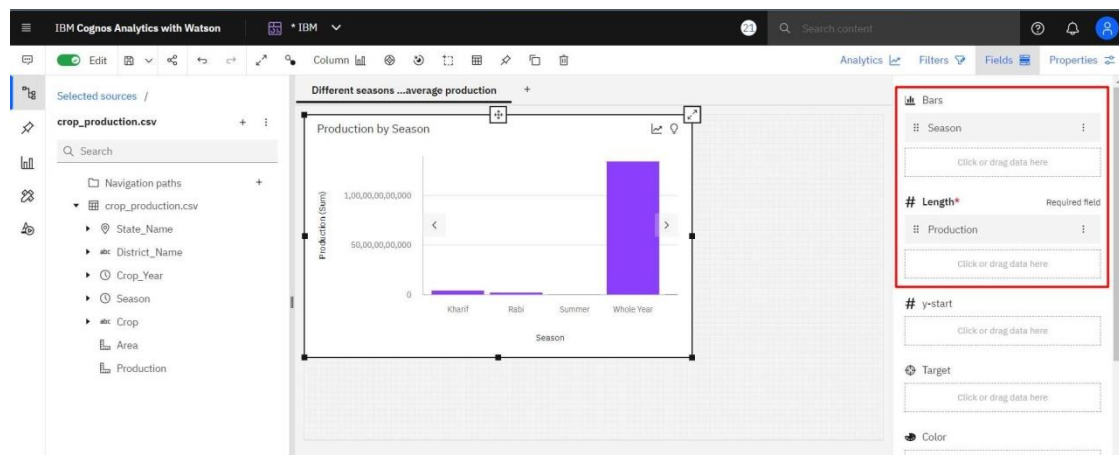 IBM Cognos Analytics with Watson
* IBM
21
Search content
Edit
Column
Analytics
Filters
Fields
Properties
Selected sources /
crop_production.csv
Search
Navigation paths
crop_production.csv
State_Name
abc District_Name
Crop_Year
Season
abc Crop
Area
Production
Different seasons ...average production
Production by Season
Production (Sum)
1,00,00,00,00,000
50,00,00,00,000
0
Kharif Rabi Summer Whole Year
Season
Bars
Season
Click or drag data here
# Length* Required field
Production
Click or drag data here
# y-start
Click or drag data here
Target
Click or drag data here
Color